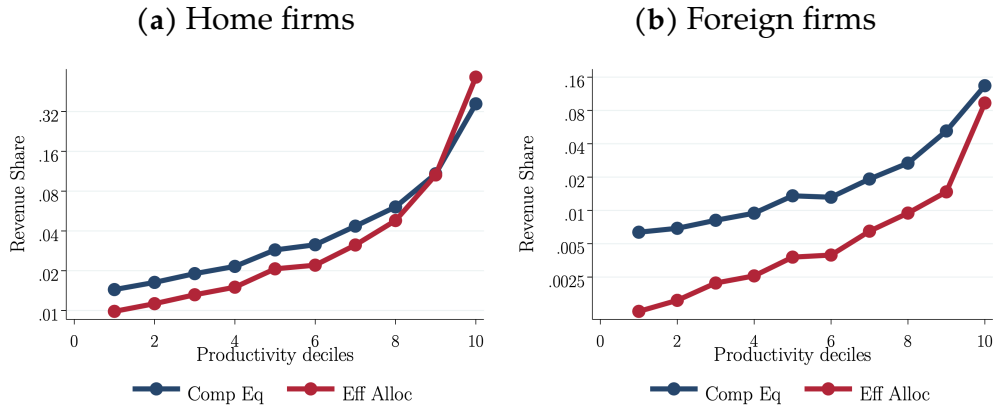 (a) Home firms
Revenue Share
.32
.16
.08
.04
.02
.01
0 2 4 6 8 10
Productivity deciles
Comp Eq Eff Alloc
(b) Foreign firms
Revenue Share
.16
.08
.04
.02
.01
.005
.0025
0 2 4 6 8 10
Productivity deciles
Comp Eq Eff Alloc